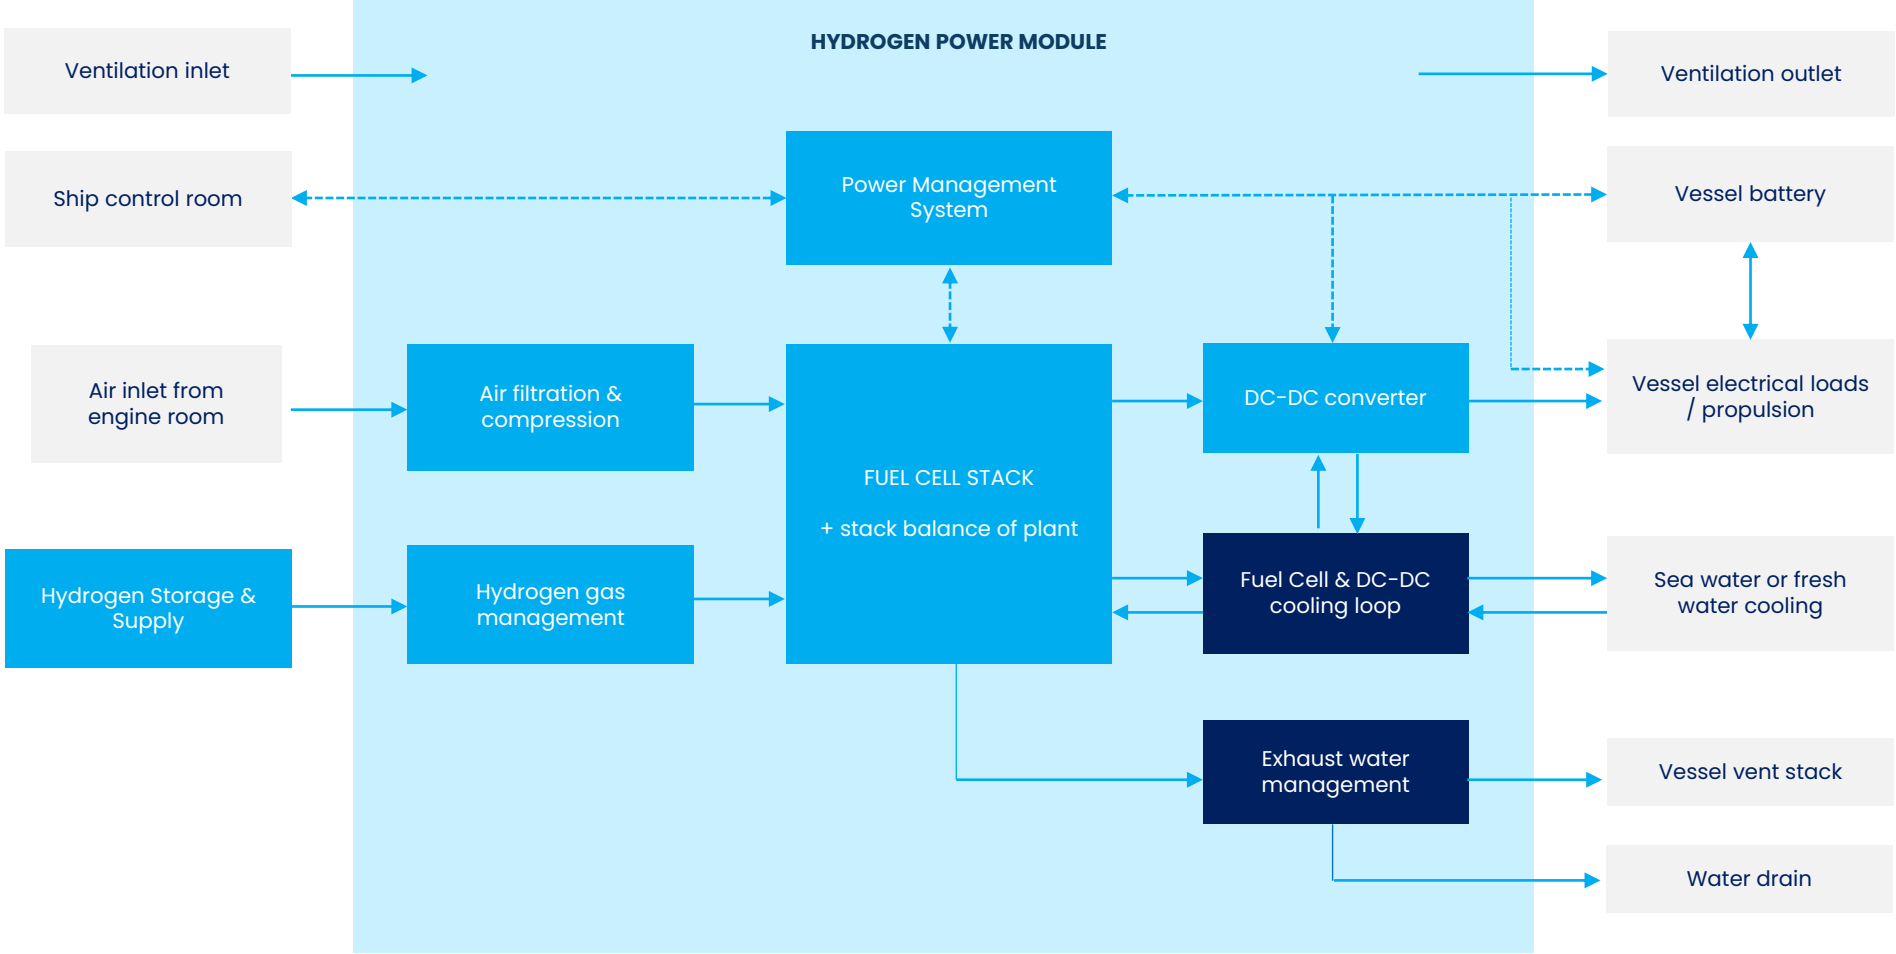 HYDROGEN POWER MODULE
Ventilation inlet
Ventilation outlet
Ship control room
Power Management
System
Vessel battery
Air inlet from
engine room
Air filtration &
compression
DC-DC converter
Vessel electrical loads
/ propulsion
FUEL CELL STACK
+ stack balance of plant
Hydrogen Storage &
Supply
Hydrogen gas
management
Fuel Cell & DC-DC
cooling loop
Sea water or fresh
water cooling
Exhaust water
management
Vessel vent stack
Water drain